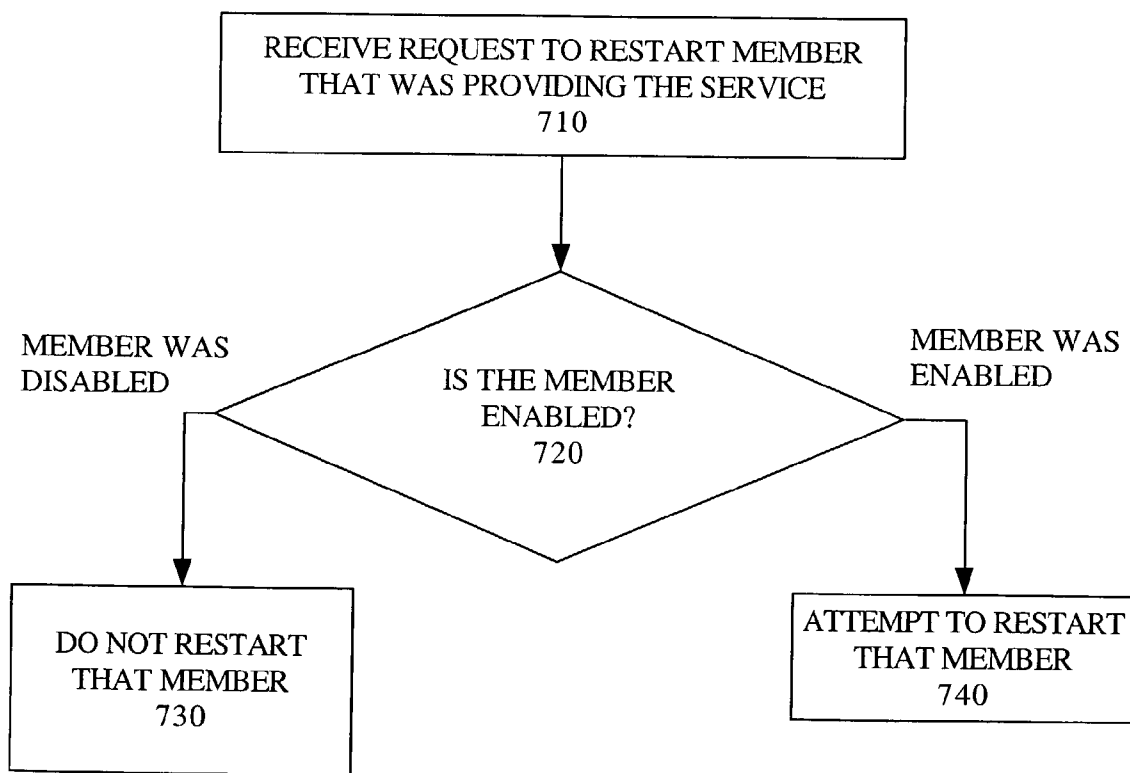 RECEIVE REQUEST TO RESTART MEMBER
THAT WAS PROVIDING THE SERVICE
710
MEMBER WAS
DISABLED
IS THE MEMBER
ENABLED?
720
MEMBER WAS
ENABLED
DO NOT RESTART
THAT MEMBER
730
ATTEMPT TO RESTART
THAT MEMBER
740